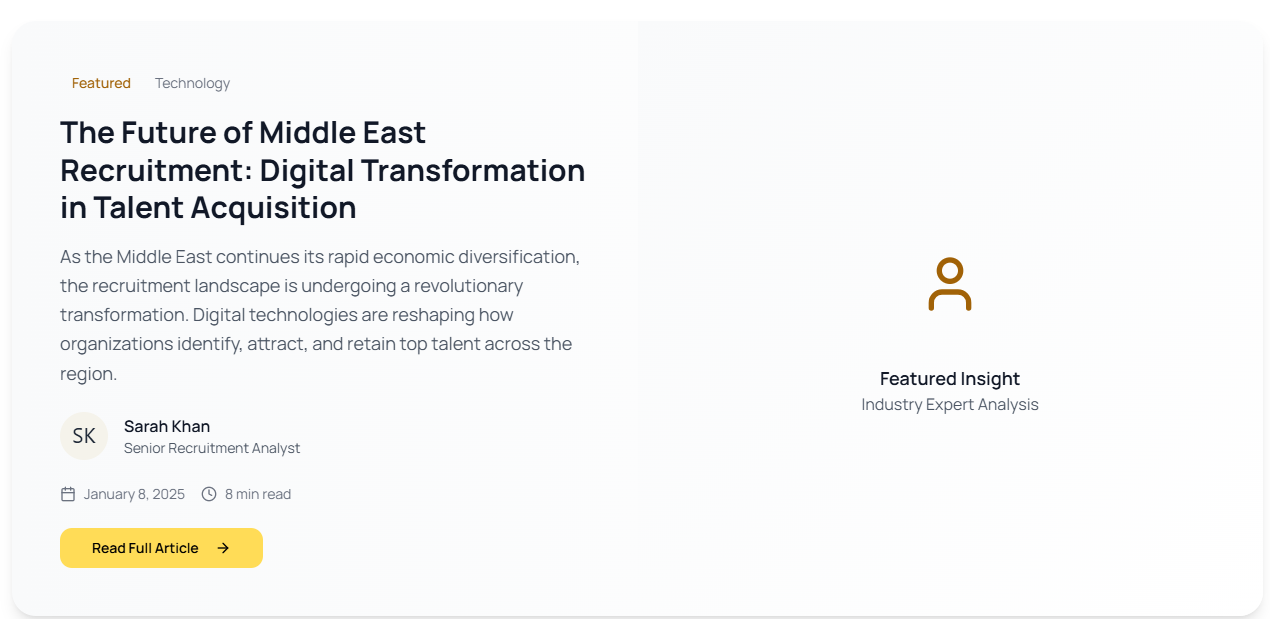 Featured Technology
The Future of Middle East
Recruitment: Digital Transformation
in Talent Acquisition
As the Middle East continues its rapid economic diversification,
the recruitment landscape is undergoing a revolutionary
transformation. Digital technologies are reshaping how
organizations identify, attract, and retain top talent across the
region.
SK
Sarah Khan
Senior Recruitment Analyst
January 8, 2025 8 min read
Read Full Article
Featured Insight
Industry Expert Analysis